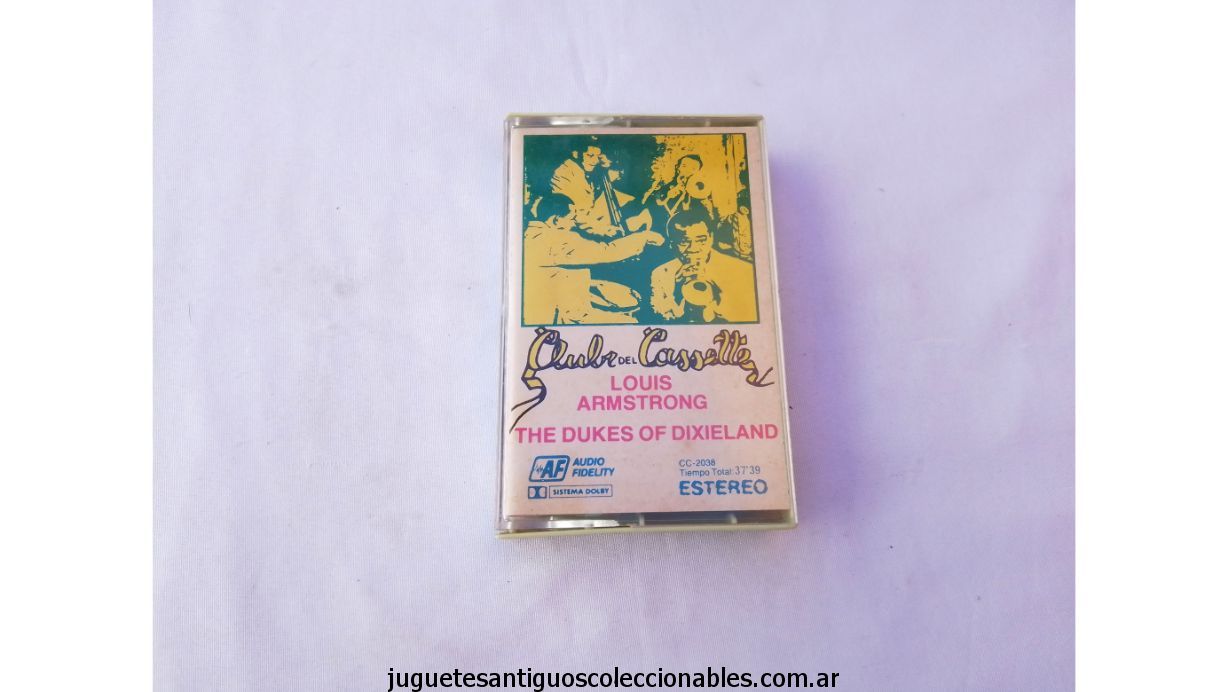 Clube DEL Cassette
LOUIS
ARMSTRONG
THE DUKES OF DIXIELAND
AF AUDIO
FIDELITY
SISTEMA DOLBY
CC-2038
Tiempo Total: 37'39
ESTEREO
juguetesantiguoscoleccionables.com.ar